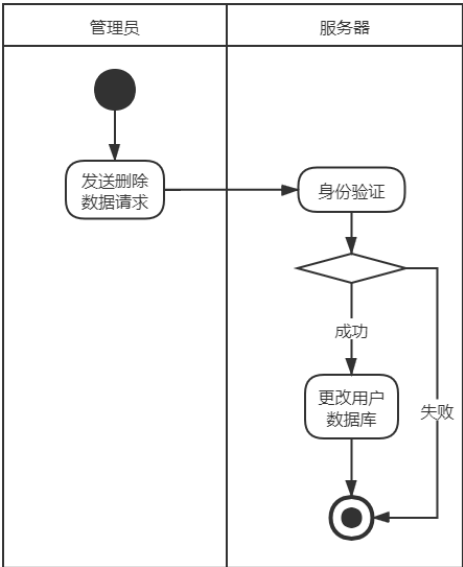 管理员
服务器
发送删除
数据请求
身份验证
成功
更改用户
数据库
失败